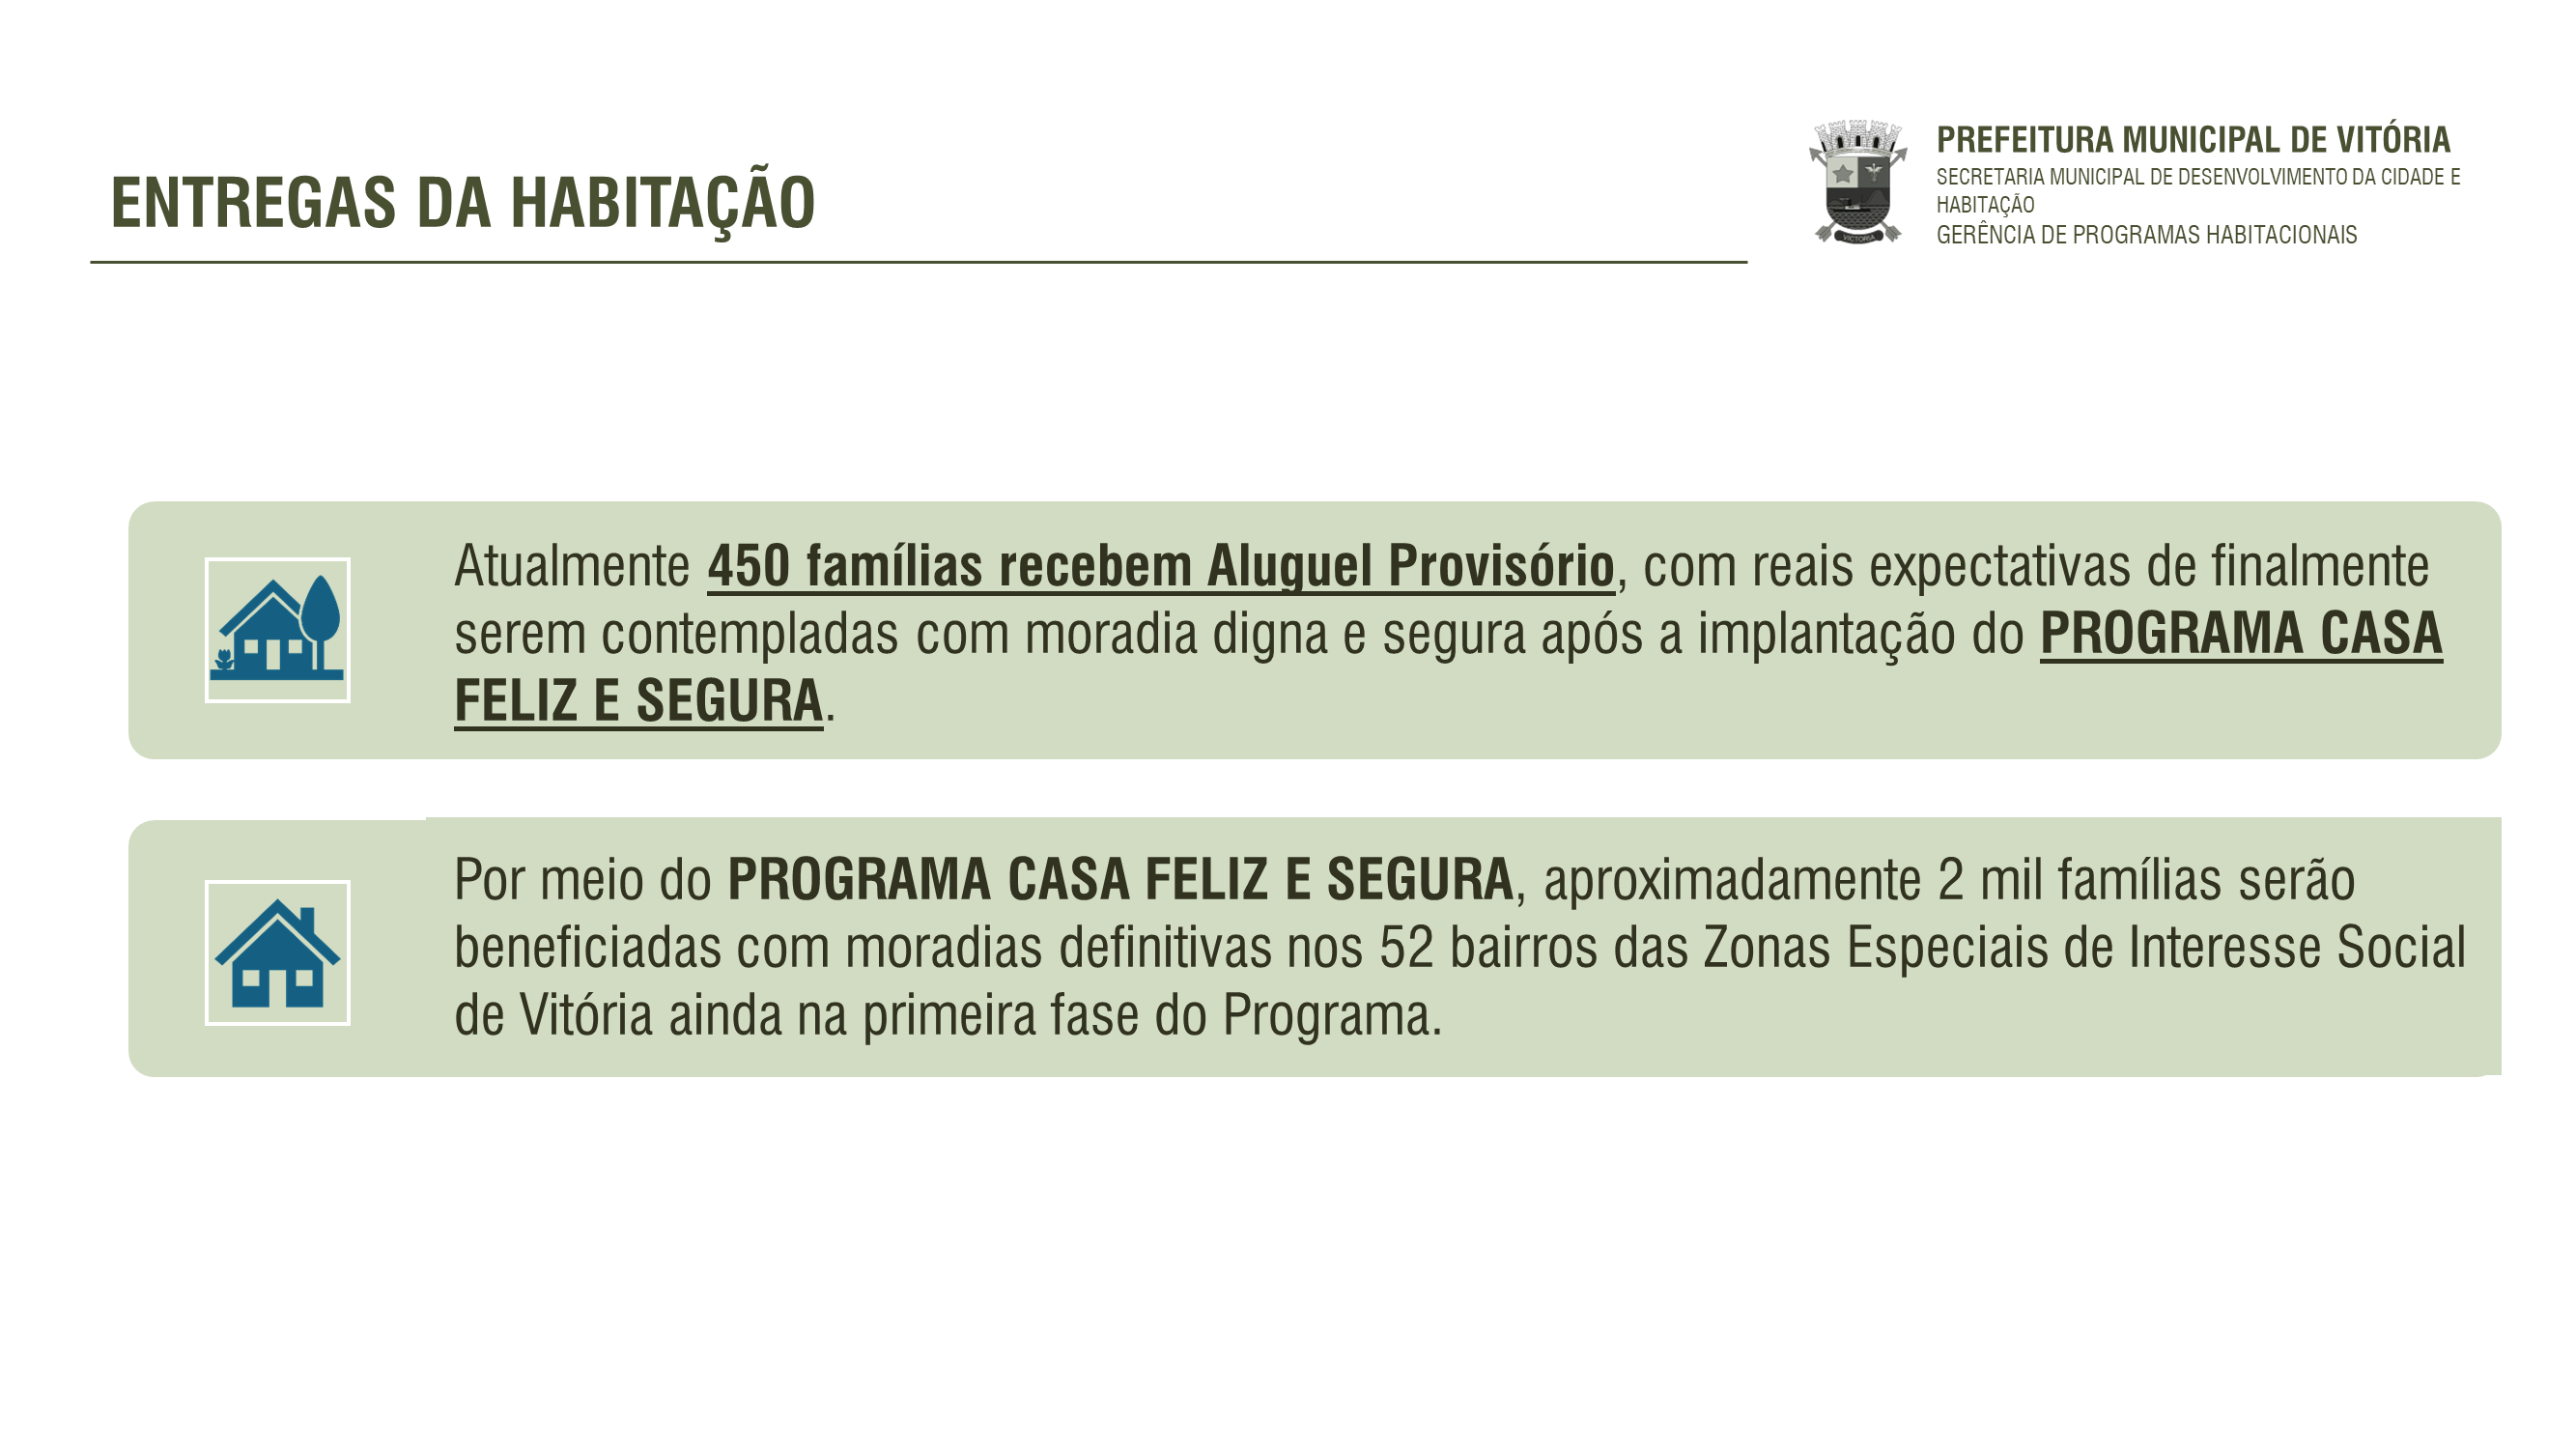 ENTREGAS DA HABITAÇÃO
PREFEITURA MUNICIPAL DE VITÓRIA
SECRETARIA MUNICIPAL DE DESENVOLVIMENTO DA CIDADE E
HABITAÇÃO
GERÊNCIA DE PROGRAMAS HABITACIONAIS
VICTORIA
Atualmente 450 famílias recebem Aluguel Provisório, com reais expectativas de finalmente
serem contempladas com moradia digna e segura após a implantação do PROGRAMA CASA
FELIZ E SEGURA.
Por meio do PROGRAMA CASA FELIZ E SEGURA, aproximadamente 2 mil famílias serão
beneficiadas com moradias definitivas nos 52 bairros das Zonas Especiais de Interesse Social
de Vitória ainda na primeira fase do Programa.